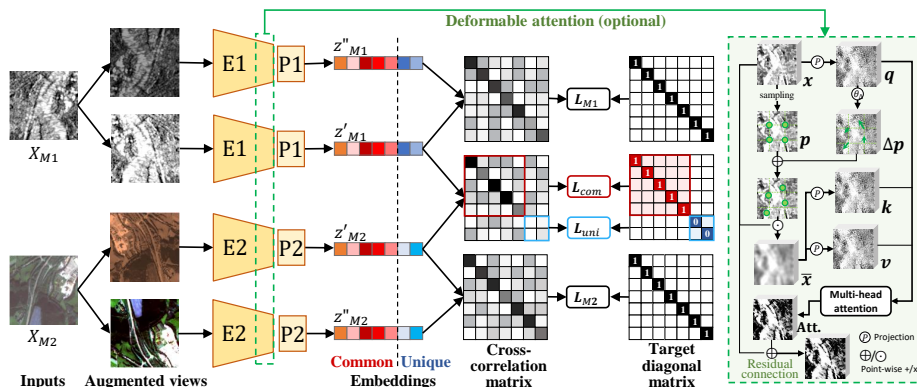 Deformable attention (optional)
E1
P1
z"M1
LM1
1
1
1
1
1
1
1
XM1
E1
P1
z'M1
Lcom
1
1
1
1
1
0
0
Luni
E2
P2
z'M2
XM2
E2
P2
z"M2
LM2
1
1
1
1
1
1
1
Common
Unique
Inputs
Augmented views
Embeddings
Cross-
correlation
matrix
Target
diagonal
matrix
x
P
q
sampling
θo
p
Δp
P
k
P
v
x̅
Multi-head
attention
Att.
Residual
connection
P Projection
⊕/⊙
Point-wise +/x